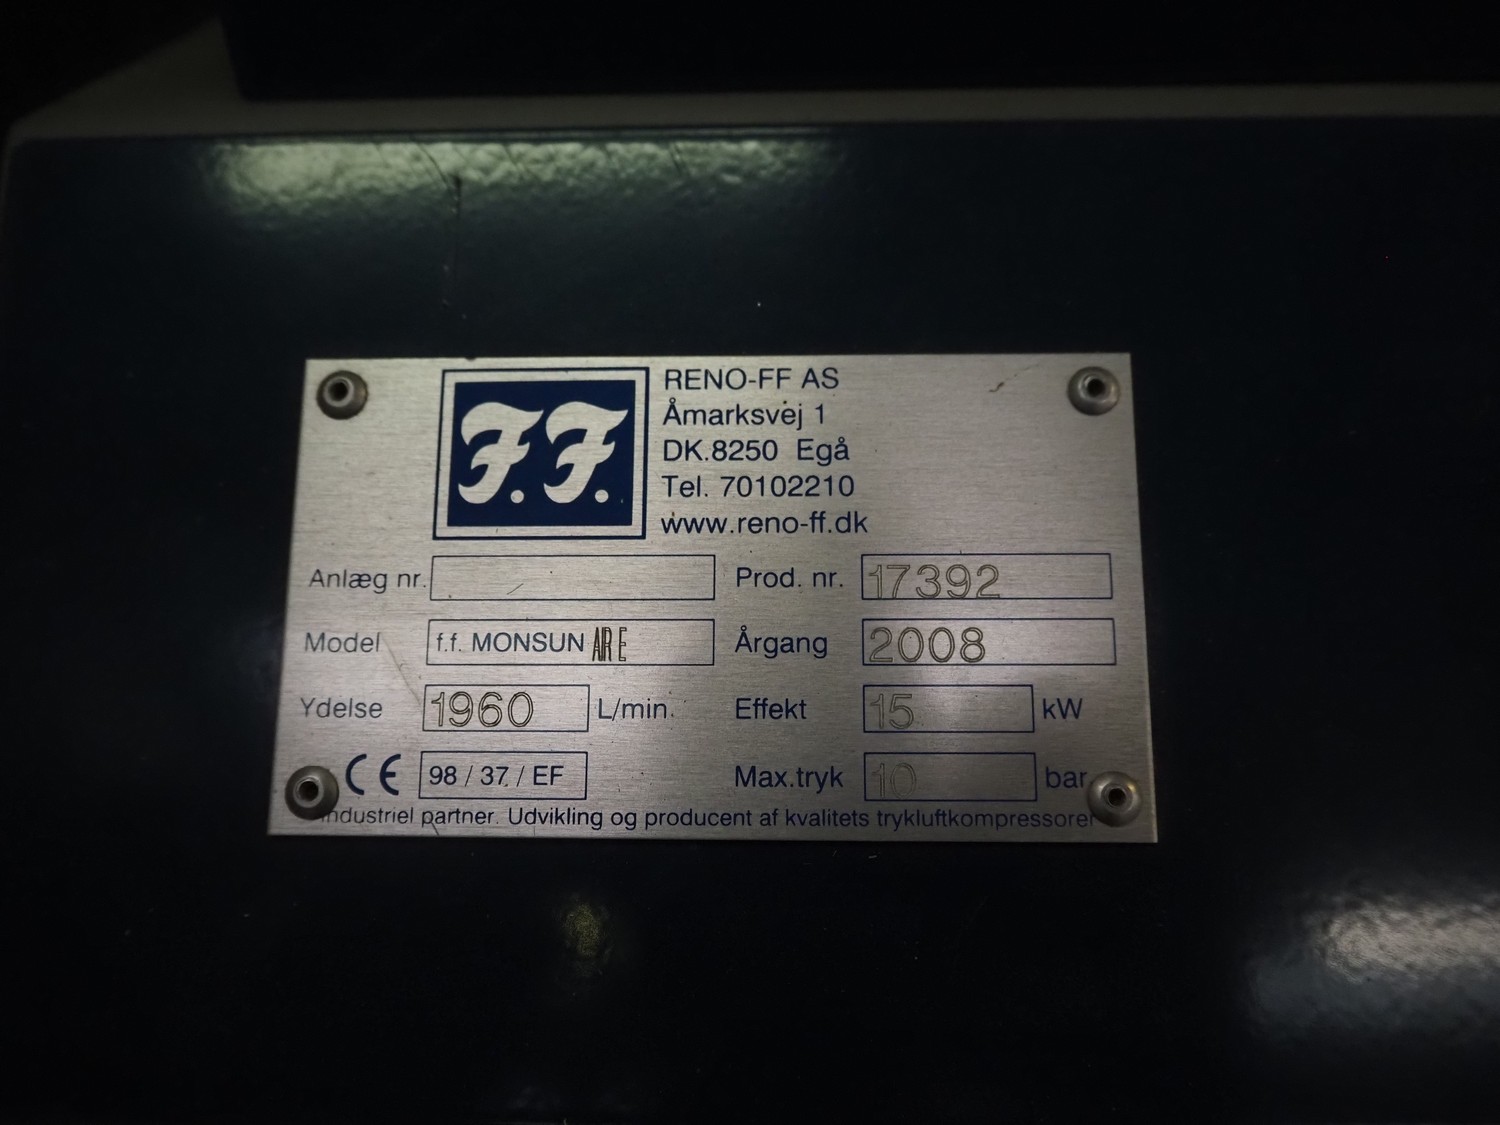 F.F.
RENO-FF AS
Åmarksvej 1
DK.8250 Egå
Tel. 70102210
www.reno-ff.dk
Anlæg nr. Prod. nr. 17392
Model f.f. MONSUN ARE Årgang 2008
Ydelse 1960 L/min. Effekt 15 kW
CE 98 / 37 / EF Max.tryk 10 bar
Industriel partner. Udvikling og producent af kvalitets trykluftkompressorer